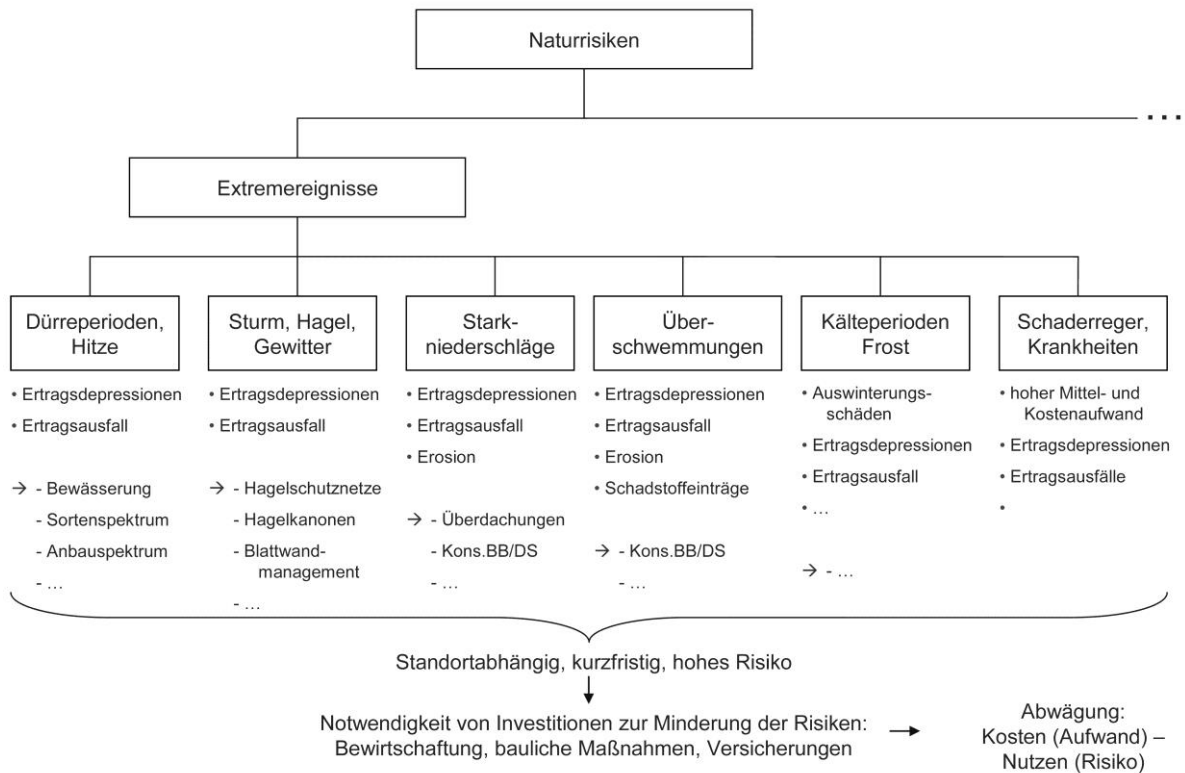 Naturrisiken
...
Extremereignisse
Dürreperioden,
Hitze
• Ertragsdepressionen
• Ertragsausfall
→ - Bewässerung
- Sortenspektrum
- Anbauspektrum
- ...
Sturm, Hagel,
Gewitter
• Ertragsdepressionen
• Ertragsausfall
→ - Hagelschutznetze
- Hagelkanonen
- Blattwand-
management
- ...
Stark-
niederschläge
• Ertragsdepressionen
• Ertragsausfall
• Erosion
→ - Überdachungen
- Kons.BB/DS
- ...
Über-
schwemmungen
• Ertragsdepressionen
• Ertragsausfall
• Erosion
• Schadstoffeinträge
→ - Kons.BB/DS
- ...
Kälteperioden
Frost
• Auswinterungs-
schäden
• Ertragsdepressionen
• Ertragsausfall
• ...
→ - ...
Schaderreger,
Krankheiten
• hoher Mittel- und
Kostenaufwand
• Ertragsdepressionen
• Ertragsausfälle
•
Standortabhängig, kurzfristig, hohes Risiko
Notwendigkeit von Investitionen zur Minderung der Risiken:
Bewirtschaftung, bauliche Maßnahmen, Versicherungen
Abwägung:
Kosten (Aufwand) –
Nutzen (Risiko)